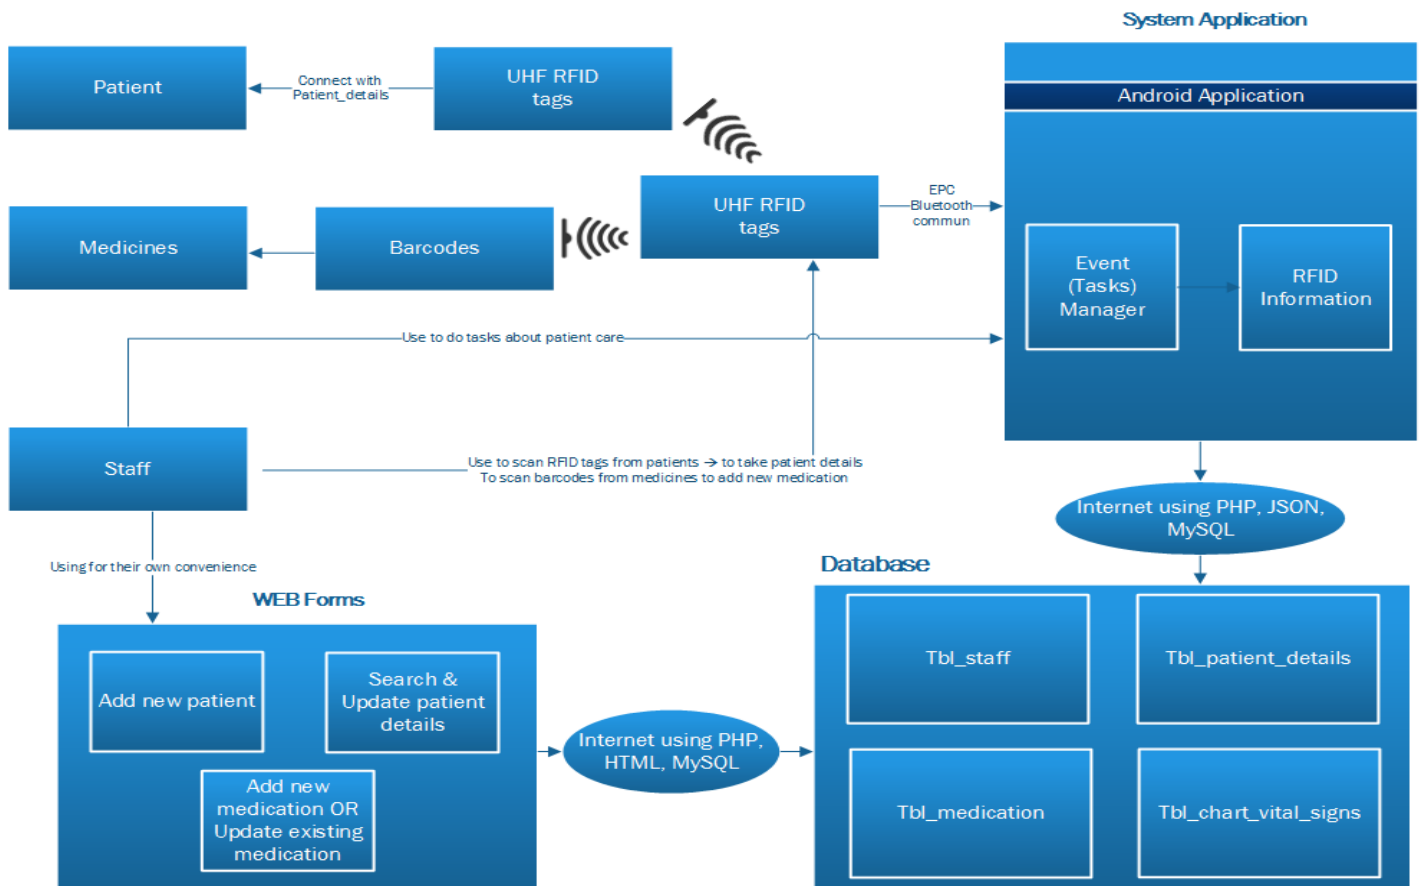 System Application
Patient
Connect with
Patient_details
UHF RFID
tags
Android Application
Medicines
Barcodes
UHF RFID
tags
EPC
Bluetooth
commun
Event
(Tasks)
Manager
RFID
Information
Use to do tasks about patient care
Staff
Use to scan RFID tags from patients → to take patient details
To scan barcodes from medicines to add new medication
Internet using PHP, JSON,
MySQL
Using for their own convenience
WEB Forms
Database
Add new patient
Search &
Update patient
details
Add new
medication OR
Update existing
medication
Internet using PHP,
HTML, MySQL
Tbl_staff
Tbl_patient_details
Tbl_medication
Tbl_chart_vital_signs